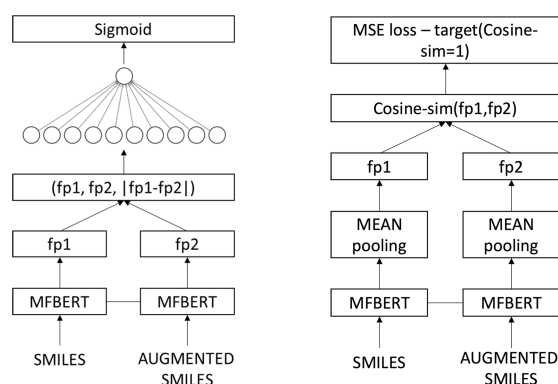 Sigmoid
(fp1, fp2, |fp1-fp2|)
fp1
fp2
MFBERT
MFBERT
SMILES
AUGMENTED
SMILES
MSE loss – target(Cosine-
sim=1)
Cosine-sim(fp1,fp2)
fp1
fp2
MEAN
pooling
MEAN
pooling
MFBERT
MFBERT
SMILES
AUGMENTED
SMILES